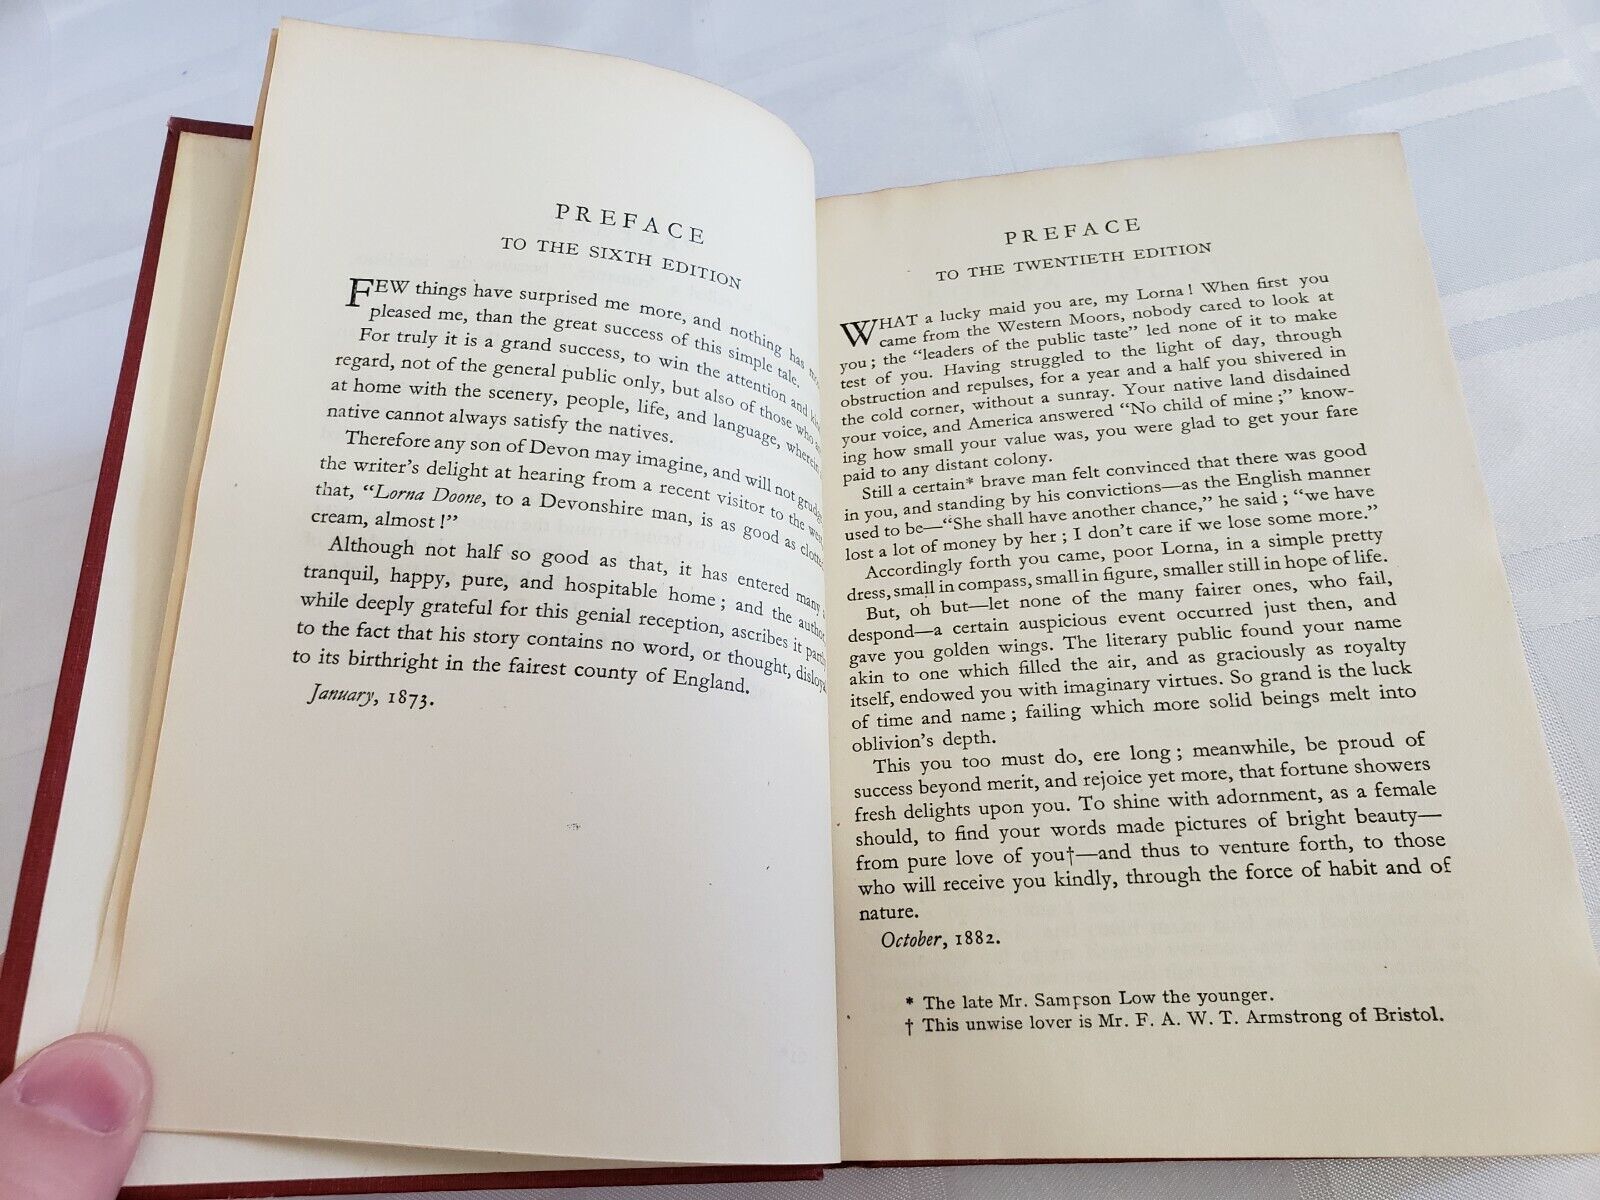 PREFACE
TO THE SIXTH EDITION
FEW things have surprised me more, and nothing has
pleased me, than the great success of this simple tale.
For truly it is a grand success, to win the attention and
regard, not of the general public only, but also of those who
at home with the scenery, people, life, and language, wherein
native cannot always satisfy the natives.
Therefore any son of Devon may imagine, and will not grudge
the writer's delight at hearing from a recent visitor to the west
that, “Lorna Doone, to a Devonshire man, is as good as
cream, almost!”
Although not half so good as that, it has entered many
tranquil, happy, pure, and hospitable home; and the author
while deeply grateful for this genial reception, ascribes it partly
to the fact that his story contains no word, or thought, disloyal
to its birthright in the fairest county of England.
January, 1873.
PREFACE
TO THE TWENTIETH EDITION
WHAT a lucky maid you are, my Lorna! When first you
came from the Western Moors, nobody cared to look at
you; the “leaders of the public taste” led none of it to make
test of you. Having struggled to the light of day, through
obstruction and repulses, for a year and a half you shivered in
the cold corner, without a sunray. Your native land disdained
your voice, and America answered “No child of mine;” know-
ing how small your value was, you were glad to get your fare
paid to any distant colony.
Still a certain* brave man felt convinced that there was good
in you, and standing by his convictions—as the English manner
used to be—“She shall have another chance,” he said; “we have
lost a lot of money by her; I don't care if we lose some more.”
Accordingly forth you came, poor Lorna, in a simple pretty
dress, small in compass, small in figure, smaller still in hope of life.
But, oh but—let none of the many fairer ones, who fail,
despond—a certain auspicious event occurred just then, and
gave you golden wings. The literary public found your name
akin to one which filled the air, and as graciously as royalty
itself, endowed you with imaginary virtues. So grand is the luck
of time and name; failing which more solid beings melt into
oblivion's depth.
This you too must do, ere long; meanwhile, be proud of
success beyond merit, and rejoice yet more, that fortune showers
fresh delights upon you. To shine with adornment, as a female
should, to find your words made pictures of bright beauty—
from pure love of you†—and thus to venture forth, to those
who will receive you kindly, through the force of habit and of
nature.
October, 1882.
* The late Mr. Sampson Low the younger.
† This unwise lover is Mr. F. A. W. T. Armstrong of Bristol.